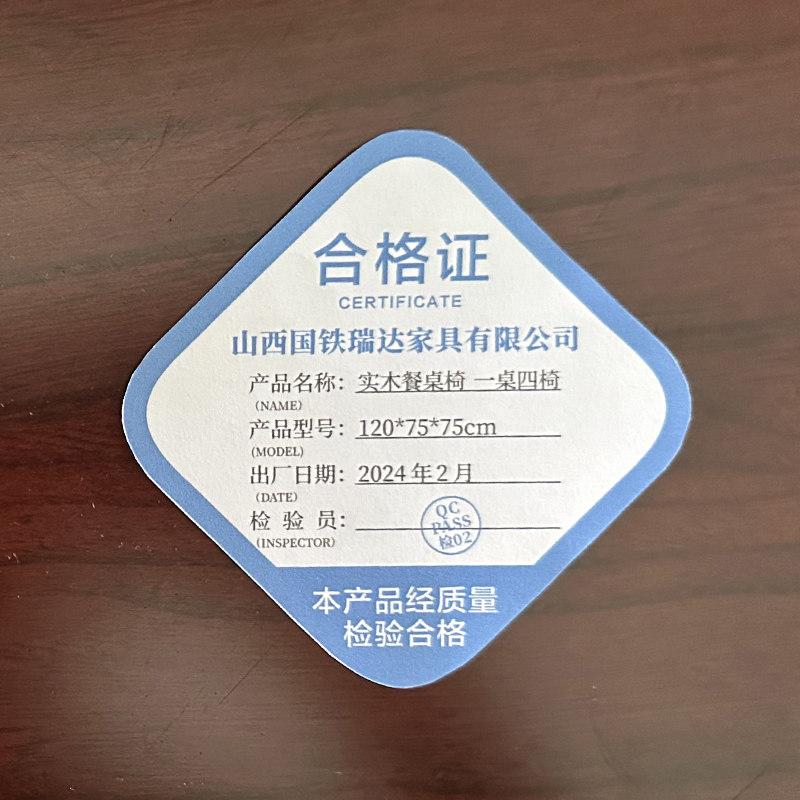 合格证
CERTIFICATE
山西国铁瑞达家具有限公司
产品名称：实木餐桌椅 一桌四椅
(NAME)
产品型号：120*75*75cm
(MODEL)
出厂日期：2024年2月
(DATE)
检 验 员：
(INSPECTOR)
QC
PASS
检02
本产品经质量
检验合格